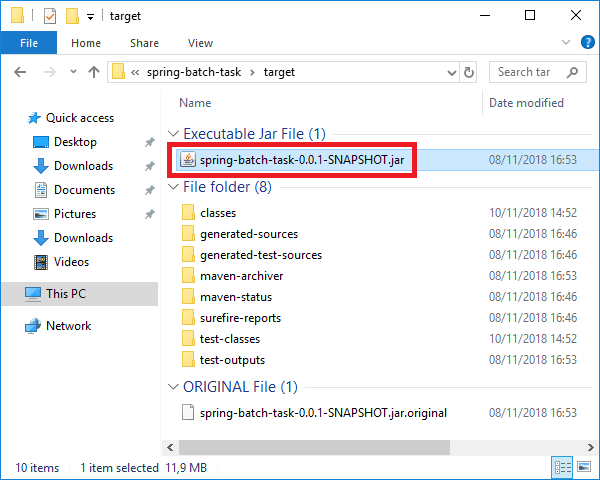 target
File
Home
Share
View
spring-batch-task
target
Search tar
Name
Date modified
Quick access
Desktop
Downloads
Documents
Pictures
Downloads
Videos
This PC
Network
Executable Jar File (1)
spring-batch-task-0.0.1-SNAPSHOT.jar 08/11/2018 16:53
File folder (8)
classes 10/11/2018 14:52
generated-sources 08/11/2018 16:46
generated-test-sources 08/11/2018 16:46
maven-archiver 08/11/2018 16:53
maven-status 08/11/2018 16:46
surefire-reports 08/11/2018 16:46
test-classes 10/11/2018 14:52
test-outputs 08/11/2018 16:53
ORIGINAL File (1)
spring-batch-task-0.0.1-SNAPSHOT.jar.original 08/11/2018 16:53
10 items 1 item selected 11,9 MB